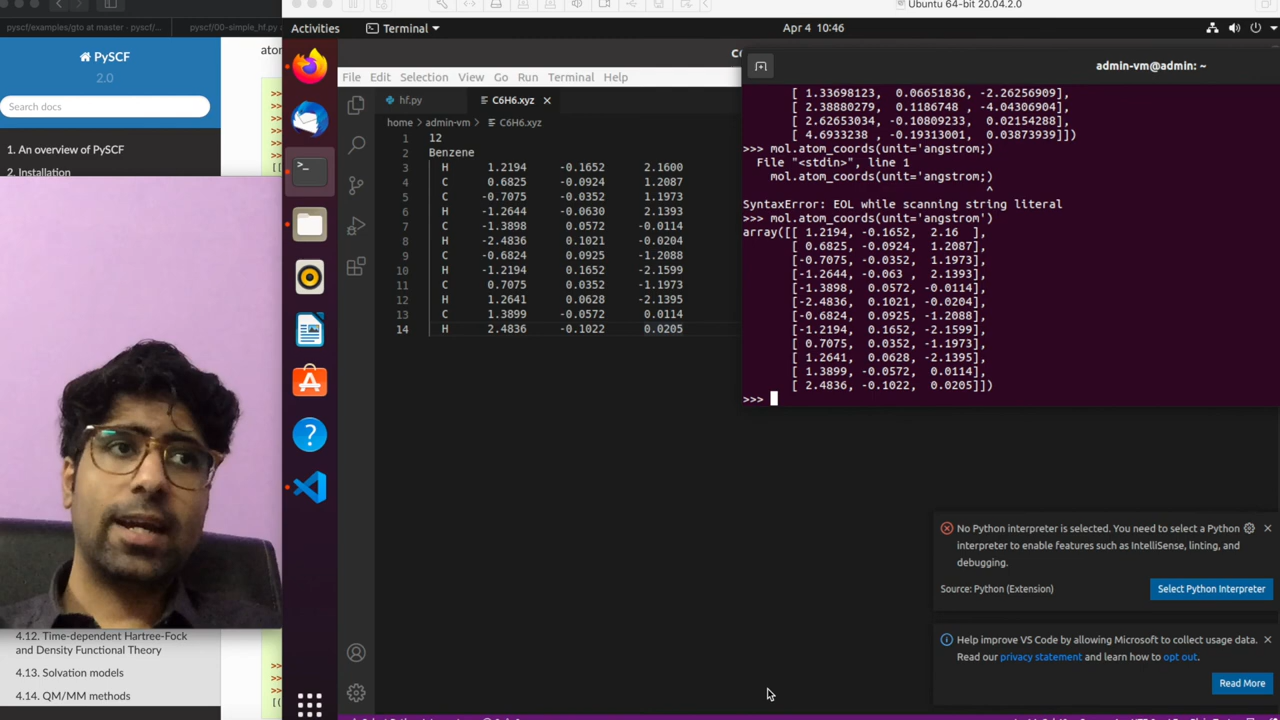 Ubuntu 64-bit 20.04.2.0
pyscf/examples/gto at master · pyscf/...
pyscf/00-simple_hf.py
Activities
Terminal
Apr 4 10:46
PySCF
2.0
Search docs
1. An overview of PySCF
2. Installation
>>>
>>>
4.12. Time-dependent Hartree-Fock
and Density Functional Theory
4.13. Solvation models
4.14. QM/MM methods
File Edit Selection View Go Run Terminal Help
hf.py
C6H6.xyz
home > admin-vm > C6H6.xyz
1 12
2 Benzene
3 H 1.2194 -0.1652 2.1600
4 C 0.6825 -0.0924 1.2087
5 C -0.7075 -0.0352 1.1973
6 H -1.2644 -0.0630 2.1393
7 C -1.3898 0.0572 -0.0114
8 H -2.4836 0.1021 -0.0204
9 C -0.6824 0.0925 -1.2088
10 H -1.2194 0.1652 -2.1599
11 C 0.7075 0.0352 -1.1973
12 H 1.2641 0.0628 -2.1395
13 C 1.3899 -0.0572 0.0114
14 H 2.4836 -0.1022 0.0205
admin-vm@admin: ~
[ 1.33698123, 0.06651836, -2.26256909],
[ 2.38880279, 0.1186748 , -4.04306904],
[ 2.62653034, -0.10809233, 0.02154288],
[ 4.6933238 , -0.19313001, 0.03873939]])
>>> mol.atom_coords(unit='angstrom;)
File "<stdin>", line 1
mol.atom_coords(unit='angstrom;)
^
SyntaxError: EOL while scanning string literal
>>> mol.atom_coords(unit='angstrom')
array([[ 1.2194, -0.1652, 2.16 ],
[ 0.6825, -0.0924, 1.2087],
[-0.7075, -0.0352, 1.1973],
[-1.2644, -0.063 , 2.1393],
[-1.3898, 0.0572, -0.0114],
[-2.4836, 0.1021, -0.0204],
[-0.6824, 0.0925, -1.2088],
[-1.2194, 0.1652, -2.1599],
[ 0.7075, 0.0352, -1.1973],
[ 1.2641, 0.0628, -2.1395],
[ 1.3899, -0.0572, 0.0114],
[ 2.4836, -0.1022, 0.0205]])
>>>
No Python interpreter is selected. You need to select a Python
interpreter to enable features such as IntelliSense, linting, and
debugging.
Source: Python (Extension)
Select Python Interpreter
Help improve VS Code by allowing Microsoft to collect usage data.
Read our privacy statement and learn how to opt out.
Read More